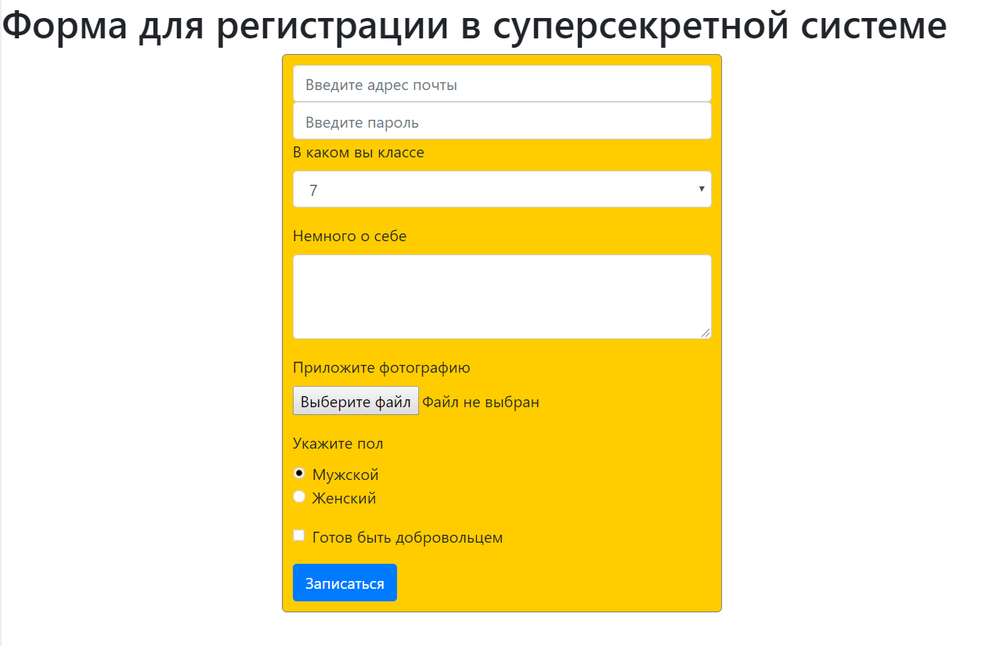 Форма для регистрации в суперсекретной системе
Введите адрес почты
Введите пароль
В каком вы классе
7
Немного о себе
Приложите фотографию
Выберите файл Файл не выбран
Укажите пол
Мужской
Женский
Готов быть добровольцем
Записаться